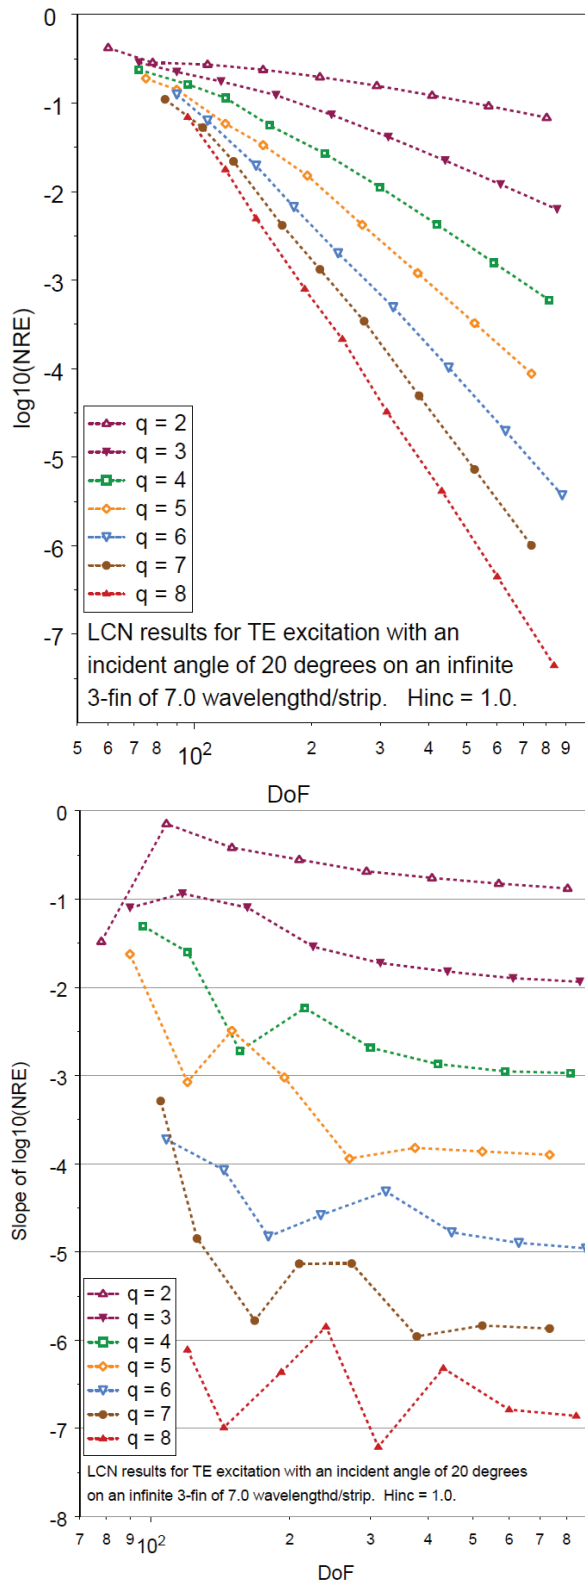 0
-1
-2
-3
-4
-5
-6
-7
log10(NRE)
q = 2
q = 3
q = 4
q = 5
q = 6
q = 7
q = 8
LCN results for TE excitation with an
incident angle of 20 degrees on an infinite
3-fin of 7.0 wavelengthd/strip. Hinc = 1.0.
5 6 7 8 9 10² 2 3 4 5 6 7 8 9
DoF
0
-1
-2
-3
-4
-5
-6
-7
-8
Slope of log10(NRE)
q = 2
q = 3
q = 4
q = 5
q = 6
q = 7
q = 8
LCN results for TE excitation with an incident angle of 20 degrees
on an infinite 3-fin of 7.0 wavelengthd/strip. Hinc = 1.0.
7 8 9 10² 2 3 4 5 6 7 8
DoF